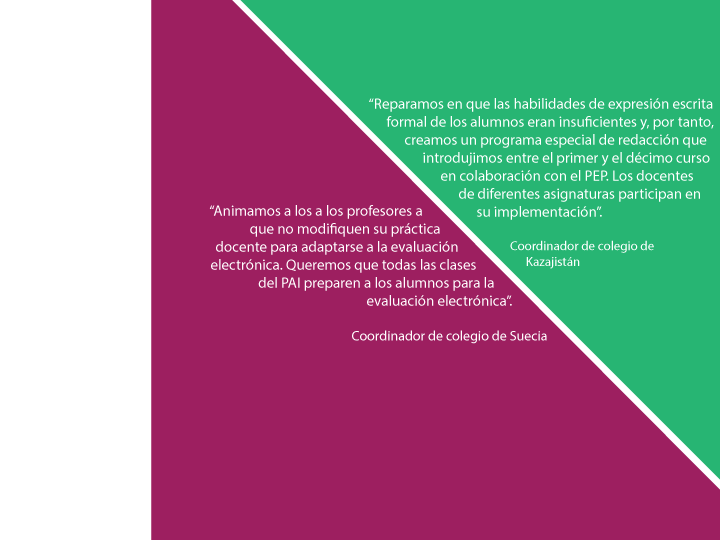 “Reparamos en que las habilidades de expresión escrita
formal de los alumnos eran insuficientes y, por tanto,
creamos un programa especial de redacción que
introdujimos entre el primer y el décimo curso
en colaboración con el PEP. Los docentes
de diferentes asignaturas participan en
su implementación”.
Coordinador de colegio de
Kazajistán
“Animamos a los a los profesores a
que no modifiquen su práctica
docente para adaptarse a la evaluación
electrónica. Queremos que todas las clases
del PAI preparen a los alumnos para la
evaluación electrónica”.
Coordinador de colegio de Suecia